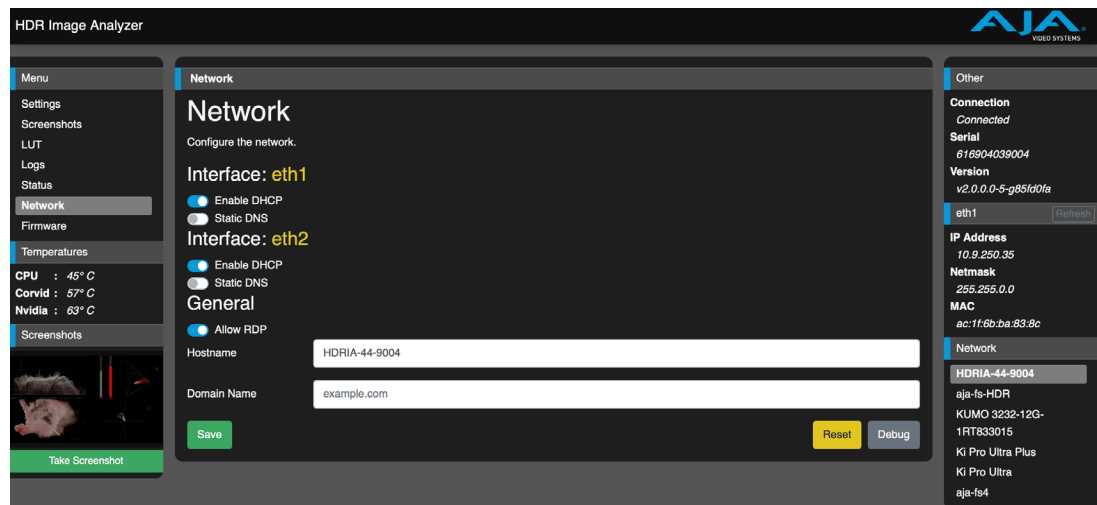 HDR Image Analyzer
AJA
VIDEO SYSTEMS
Menu
Settings
Screenshots
LUT
Logs
Status
Network
Firmware
Temperatures
CPU : 45° C
Corvid : 57° C
Nvidia : 63° C
Screenshots
Take Screenshot
Network
Network
Configure the network.
Interface: eth1
Enable DHCP
Static DNS
Interface: eth2
Enable DHCP
Static DNS
General
Allow RDP
Hostname HDRIA-44-9004
Domain Name example.com
Save Reset Debug
Other
Connection
Connected
Serial
616904039004
Version
v2.0.0.0-5-g85fd0fa
eth1 Refresh
IP Address
10.9.250.35
Netmask
255.255.0.0
MAC
ac:1f:6b:ba:83:8c
Network
HDRIA-44-9004
aja-fs-HDR
KUMO 3232-12G-
1RT833015
Ki Pro Ultra Plus
Ki Pro Ultra
aja-fs4